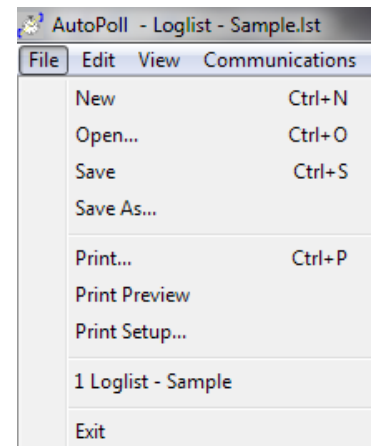 AutoPoll - Loglist - Sample.lst
File Edit View Communications
New Ctrl+N
Open... Ctrl+O
Save Ctrl+S
Save As...
Print... Ctrl+P
Print Preview
Print Setup...
1 Loglist - Sample
Exit